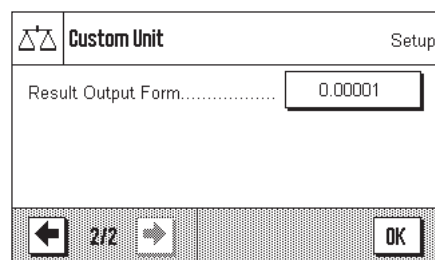 Custom Unit
Setup
Result Output Form.................. 0.00001
2/2
OK